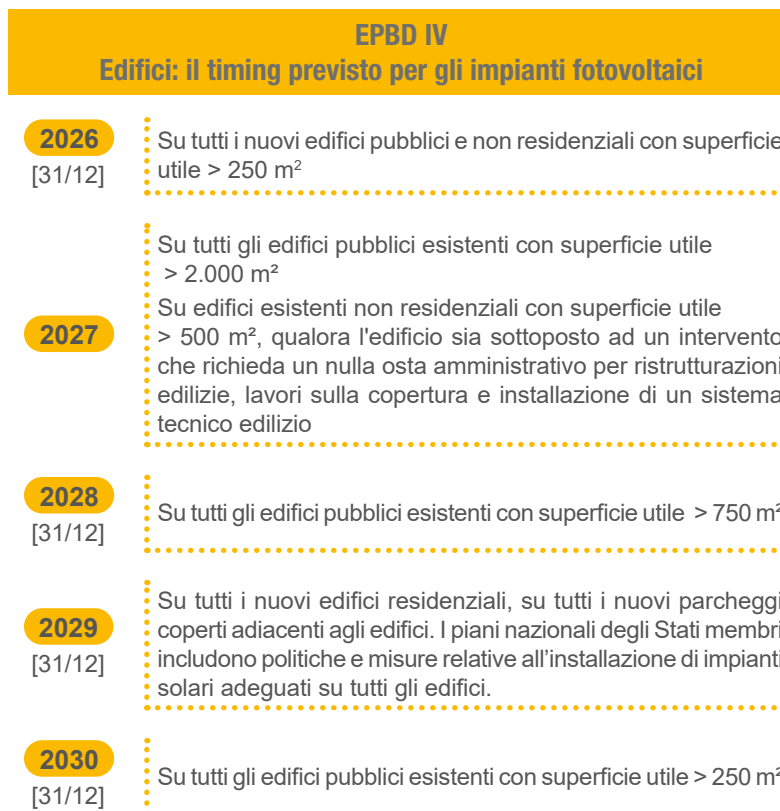 EPBD IV
Edifici: il timing previsto per gli impianti fotovoltaici
2026
[31/12]
Su tutti i nuovi edifici pubblici e non residenziali con superficie
utile > 250 m²
2027
Su tutti gli edifici pubblici esistenti con superficie utile
> 2.000 m²
Su edifici esistenti non residenziali con superficie utile
> 500 m², qualora l'edificio sia sottoposto ad un intervento
che richieda un nulla osta amministrativo per ristrutturazioni
edilizie, lavori sulla copertura e installazione di un sistema
tecnico edilizio
2028
[31/12]
Su tutti gli edifici pubblici esistenti con superficie utile > 750 m²
2029
[31/12]
Su tutti i nuovi edifici residenziali, su tutti i nuovi parcheggi
coperti adiacenti agli edifici. I piani nazionali degli Stati membri
includono politiche e misure relative all’installazione di impianti
solari adeguati su tutti gli edifici.
2030
[31/12]
Su tutti gli edifici pubblici esistenti con superficie utile > 250 m²